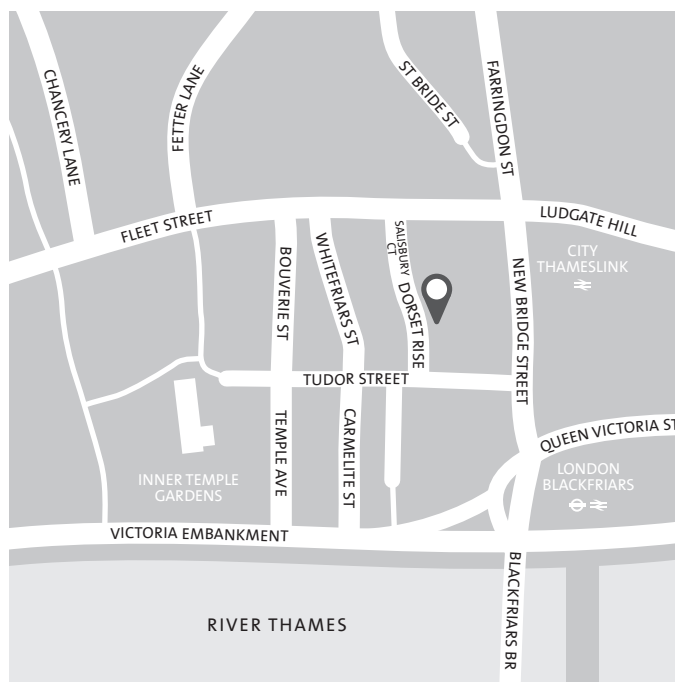 CHANCERY LANE
FETTER LANE
ST BRIDE ST
FARRINGDON ST
FLEET STREET
LUDGATE HILL
SALISBURY
CT
CITY
THAMESLINK
BOUVERIE ST
WHITEFRIARS ST
DORSET RISE
NEW BRIDGE STREET
TUDOR STREET
TEMPLE AVE
CARMELITE ST
QUEEN VICTORIA ST
INNER TEMPLE
GARDENS
LONDON
BLACKFRIARS
VICTORIA EMBANKMENT
BLACKFRIARS BR
RIVER THAMES